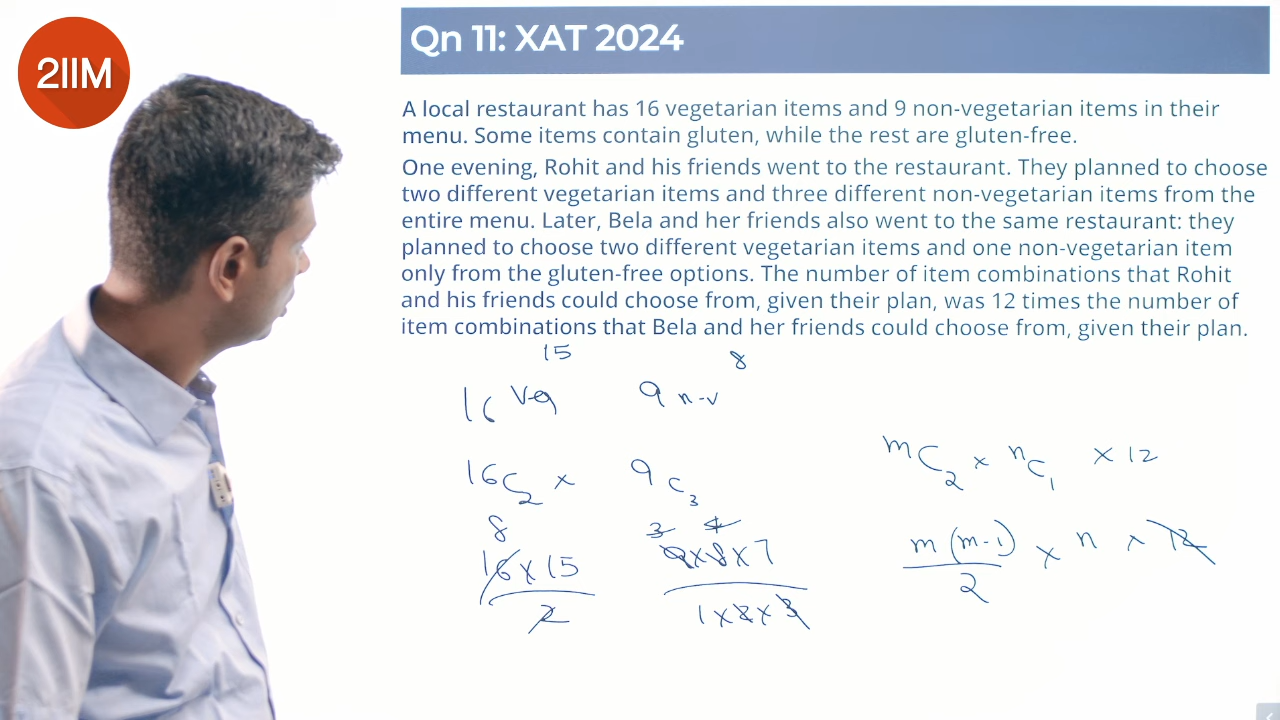 2IIM
Qn 11: XAT 2024
A local restaurant has 16 vegetarian items and 9 non-vegetarian items in their
menu. Some items contain gluten, while the rest are gluten-free.
One evening, Rohit and his friends went to the restaurant. They planned to choose
two different vegetarian items and three different non-vegetarian items from the
entire menu. Later, Bela and her friends also went to the same restaurant: they
planned to choose two different vegetarian items and one non-vegetarian item
only from the gluten-free options. The number of item combinations that Rohit
and his friends could choose from, given their plan, was 12 times the number of
item combinations that Bela and her friends could choose from, given their plan.
15 8
16 veg 9 n-v
16C2 × 9C3 mC2 × nC1 × 12
8 3 4
16 × 15 9×8×7 m(m-1) × n × 12
2 1×2×3 2